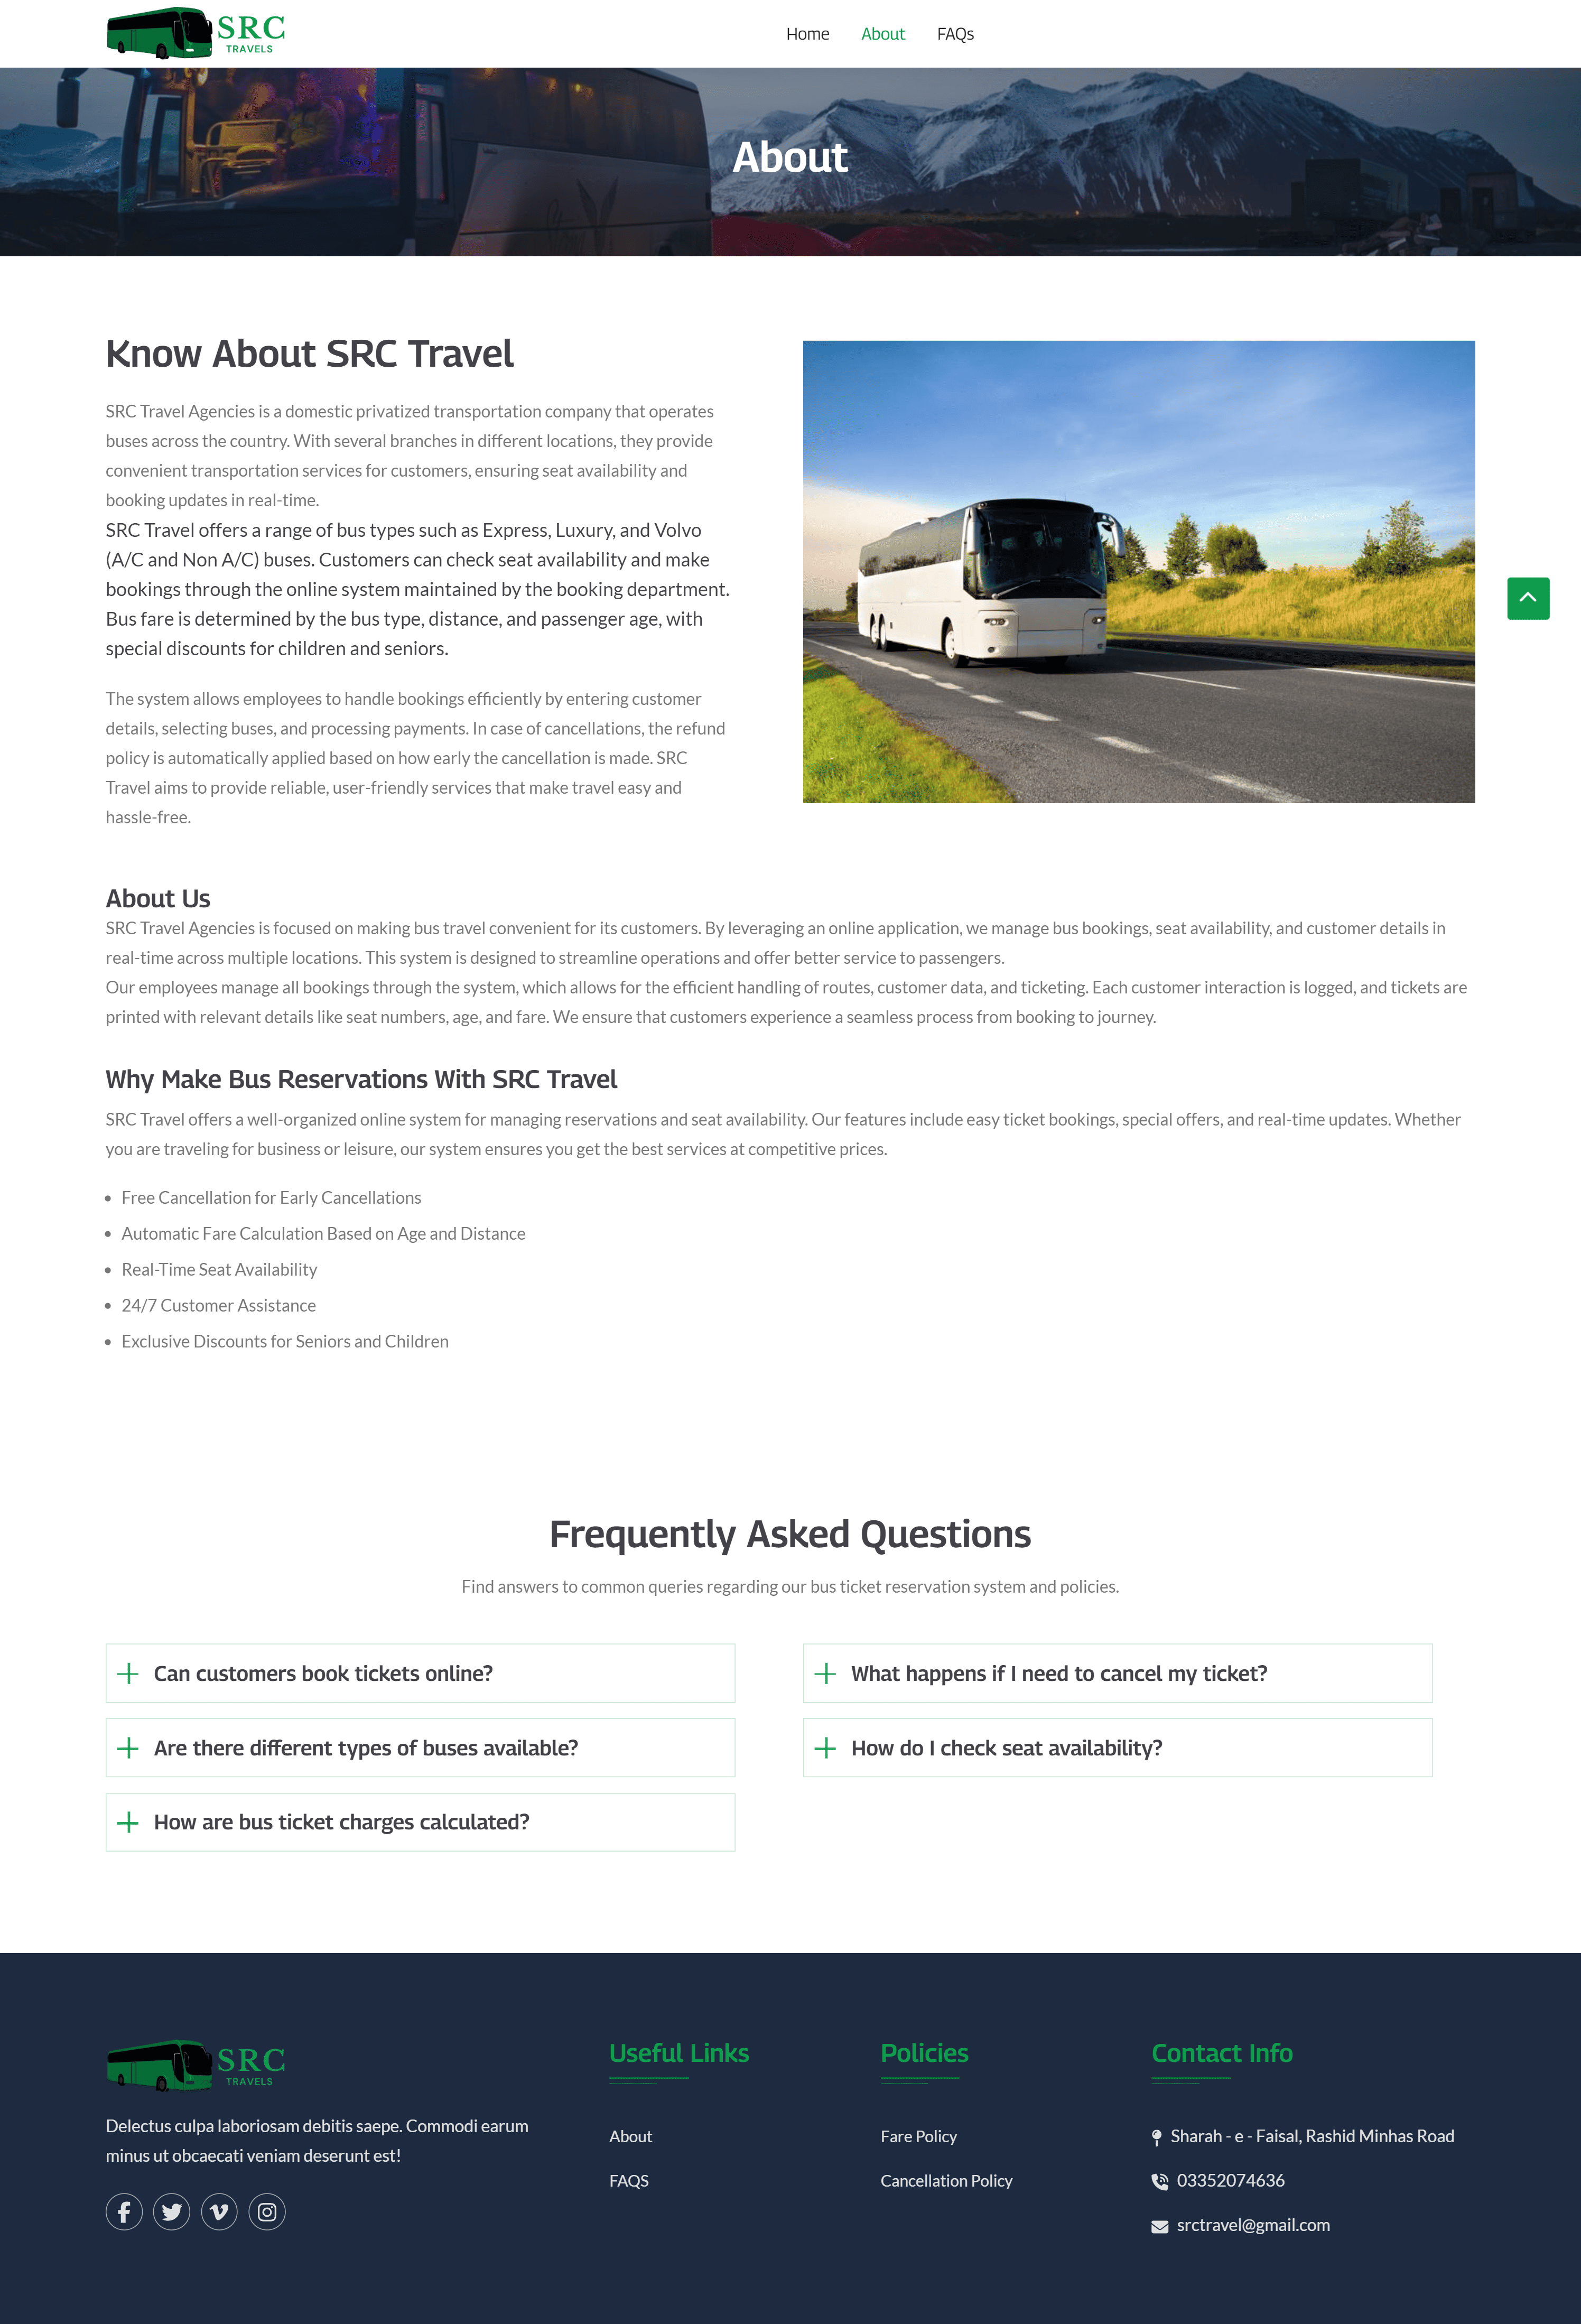 SRC
TRAVELS
Home
About
FAQs
About
Know About SRC Travel
SRC Travel Agencies is a domestic privatized transportation company that operates
buses across the country. With several branches in different locations, they provide
convenient transportation services for customers, ensuring seat availability and
booking updates in real-time.
SRC Travel offers a range of bus types such as Express, Luxury, and Volvo
(A/C and Non A/C) buses. Customers can check seat availability and make
bookings through the online system maintained by the booking department.
Bus fare is determined by the bus type, distance, and passenger age, with
special discounts for children and seniors.
The system allows employees to handle bookings efficiently by entering customer
details, selecting buses, and processing payments. In case of cancellations, the refund
policy is automatically applied based on how early the cancellation is made. SRC
Travel aims to provide reliable, user-friendly services that make travel easy and
hassle-free.
About Us
SRC Travel Agencies is focused on making bus travel convenient for its customers. By leveraging an online application, we manage bus bookings, seat availability, and customer details in
real-time across multiple locations. This system is designed to streamline operations and offer better service to passengers.
Our employees manage all bookings through the system, which allows for the efficient handling of routes, customer data, and ticketing. Each customer interaction is logged, and tickets are
printed with relevant details like seat numbers, age, and fare. We ensure that customers experience a seamless process from booking to journey.
Why Make Bus Reservations With SRC Travel
SRC Travel offers a well-organized online system for managing reservations and seat availability. Our features include easy ticket bookings, special offers, and real-time updates. Whether
you are traveling for business or leisure, our system ensures you get the best services at competitive prices.
• Free Cancellation for Early Cancellations
• Automatic Fare Calculation Based on Age and Distance
• Real-Time Seat Availability
• 24/7 Customer Assistance
• Exclusive Discounts for Seniors and Children
Frequently Asked Questions
Find answers to common queries regarding our bus ticket reservation system and policies.
Can customers book tickets online?
Are there different types of buses available?
How are bus ticket charges calculated?
What happens if I need to cancel my ticket?
How do I check seat availability?
SRC
TRAVELS
Delectus culpa laboriosam debitis saepe. Commodi earum
minus ut obcaecati veniam deserunt est!
Useful Links
About
FAQS
Policies
Fare Policy
Cancellation Policy
Contact Info
Sharah - e - Faisal, Rashid Minhas Road
03352074636
srctravel@gmail.com